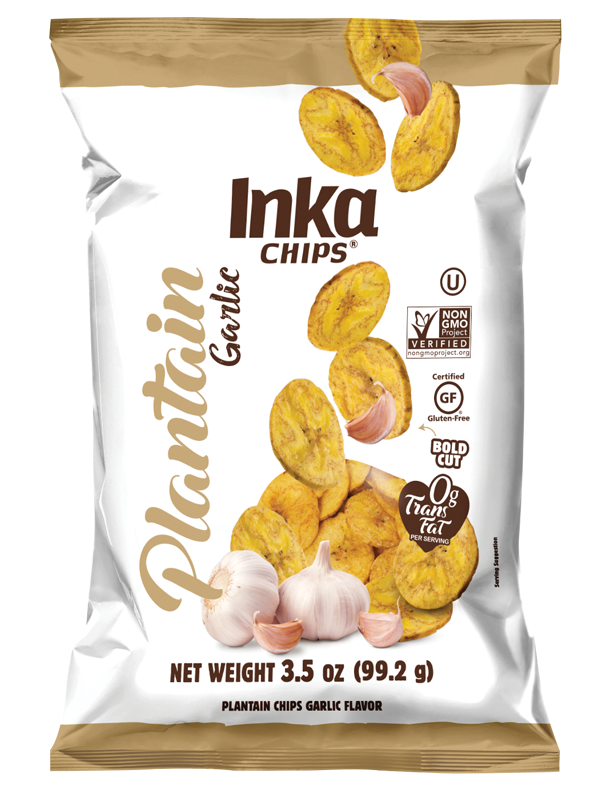 Inka
CHIPS®
Plantain
Garlic
U
NON
GMO
Project
VERIFIED
nongmoproject.org
Certified
GF
Gluten-Free
BOLD
CUT
0g
Trans
Fat
PER SERVING
Serving Suggestion
NET WEIGHT 3.5 oz (99.2 g)
PLANTAIN CHIPS GARLIC FLAVOR